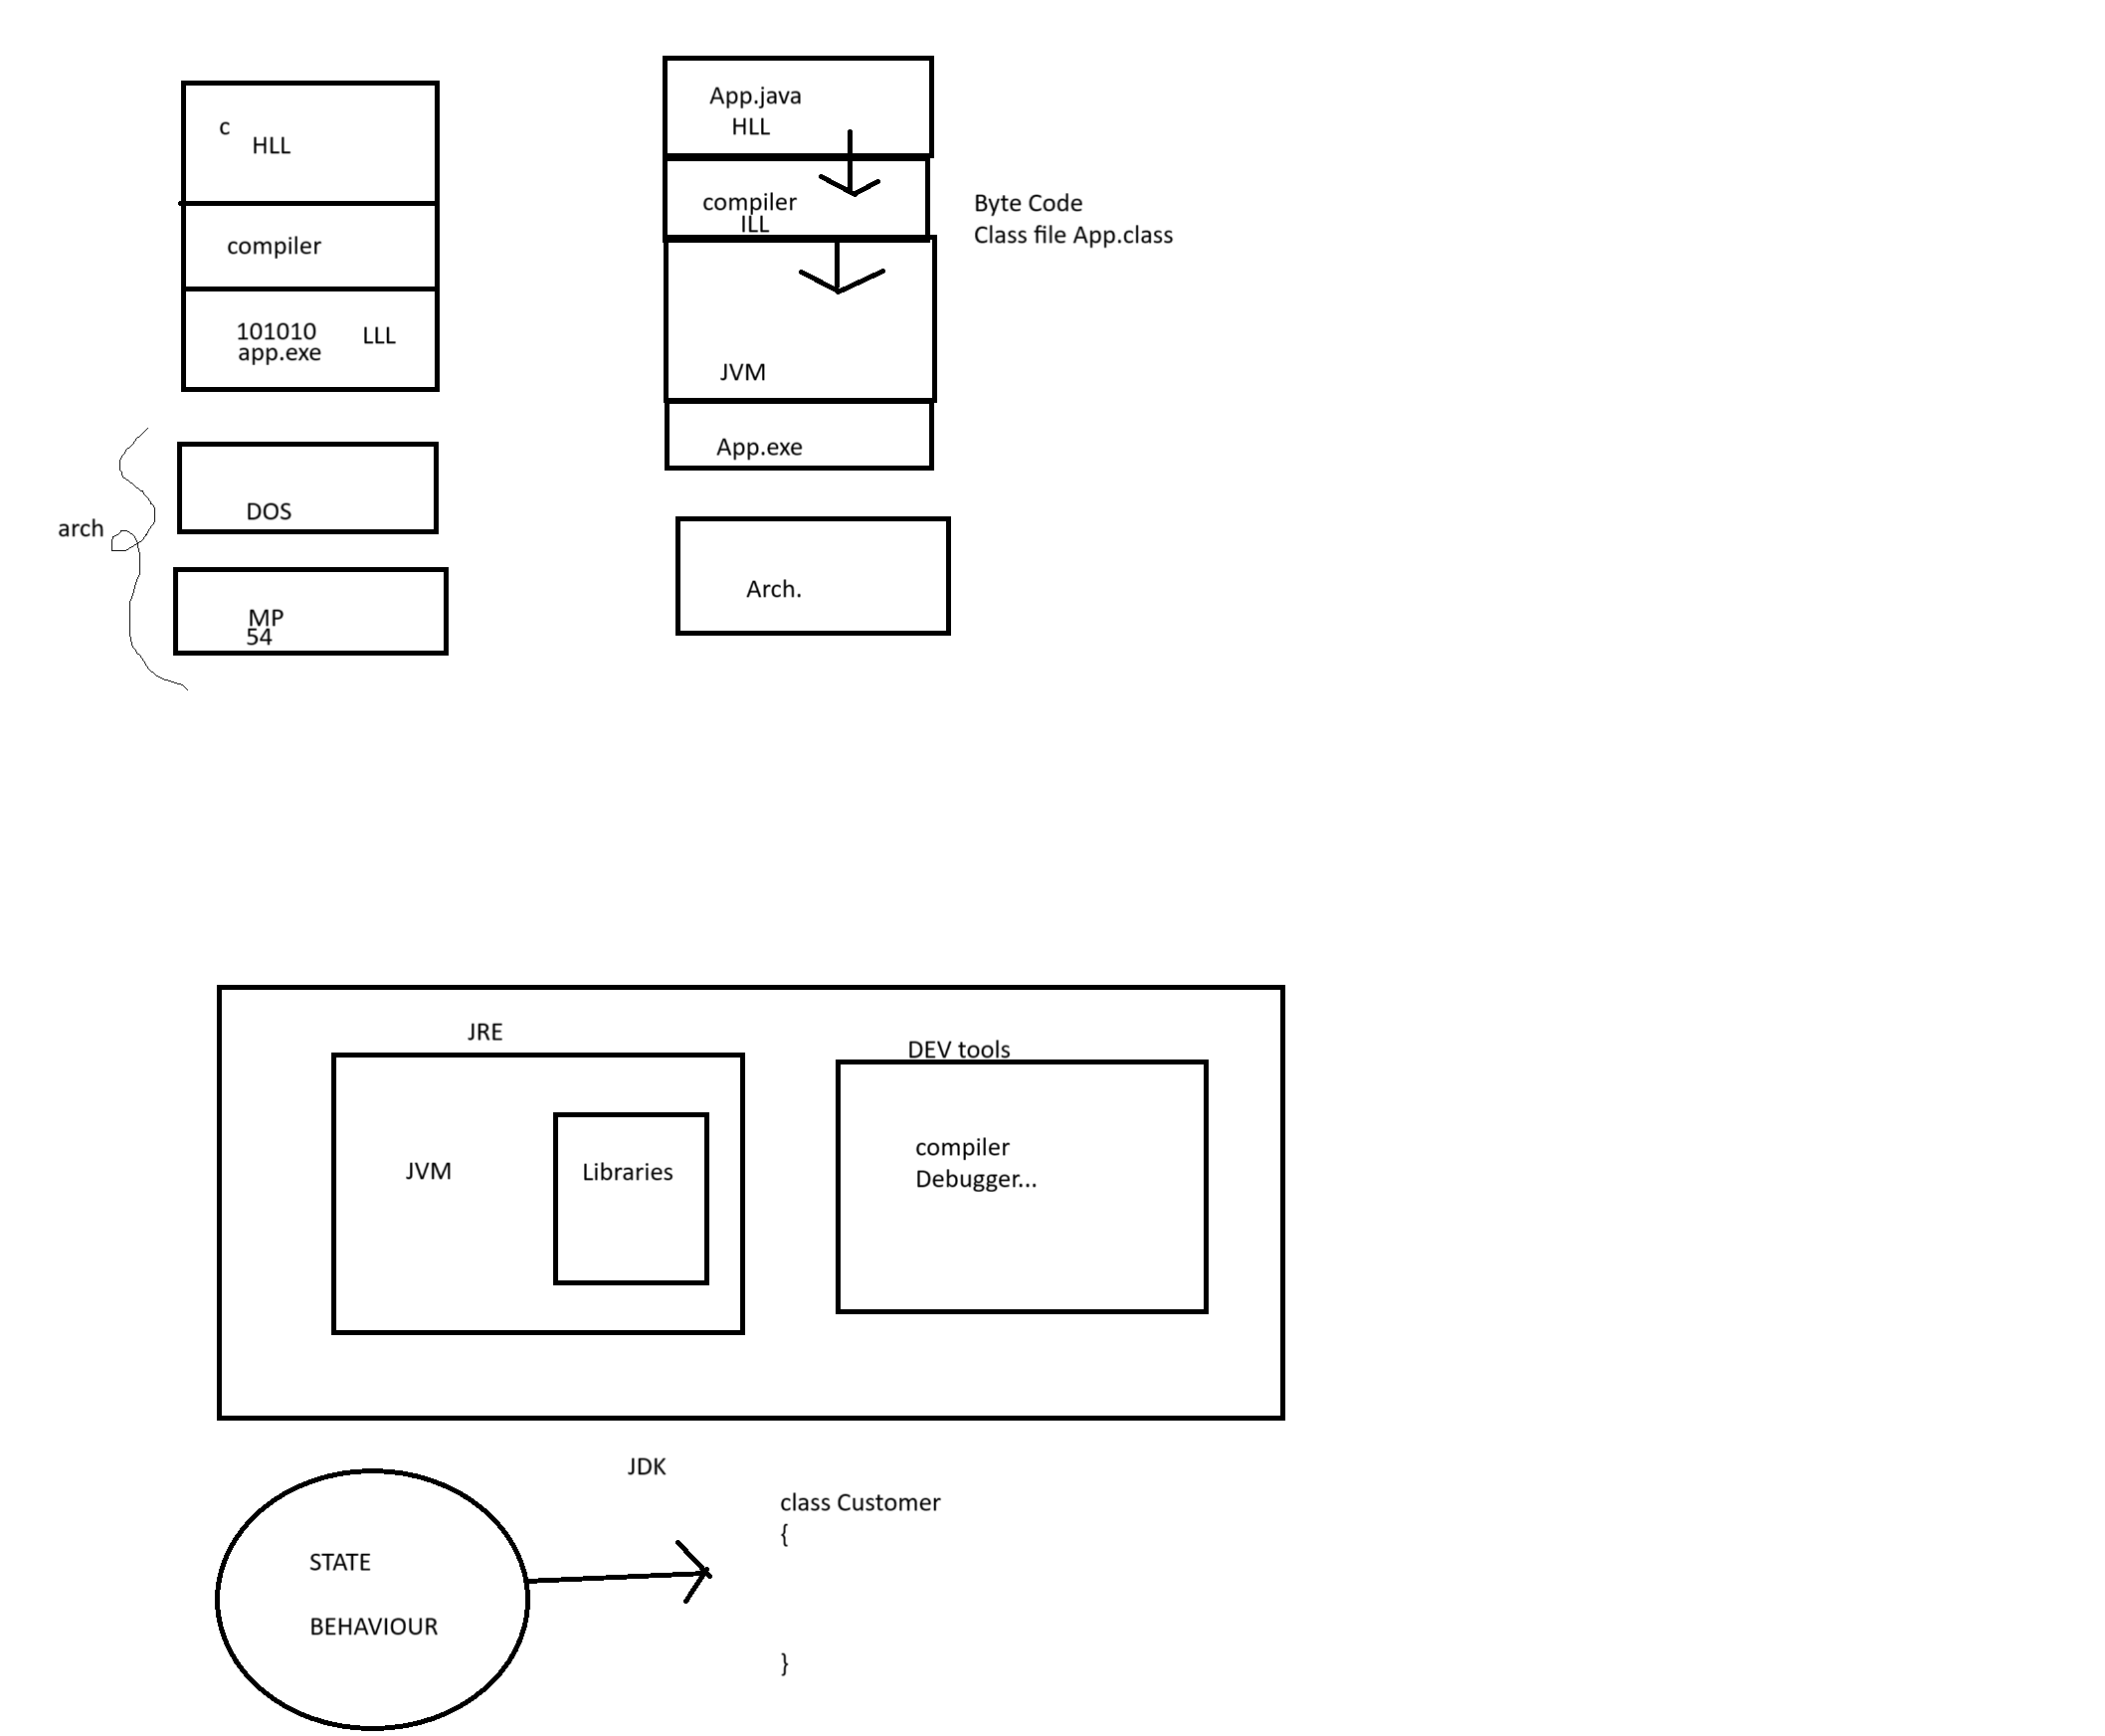 c
HLL
compiler
101010
LLL
app.exe
arch
DOS
MP
54
App.java
HLL
compiler
ILL
Byte Code
Class file App.class
JVM
App.exe
Arch.
JRE
DEV tools
JVM
Libraries
compiler
Debugger...
JDK
STATE
BEHAVIOUR
class Customer
{
}